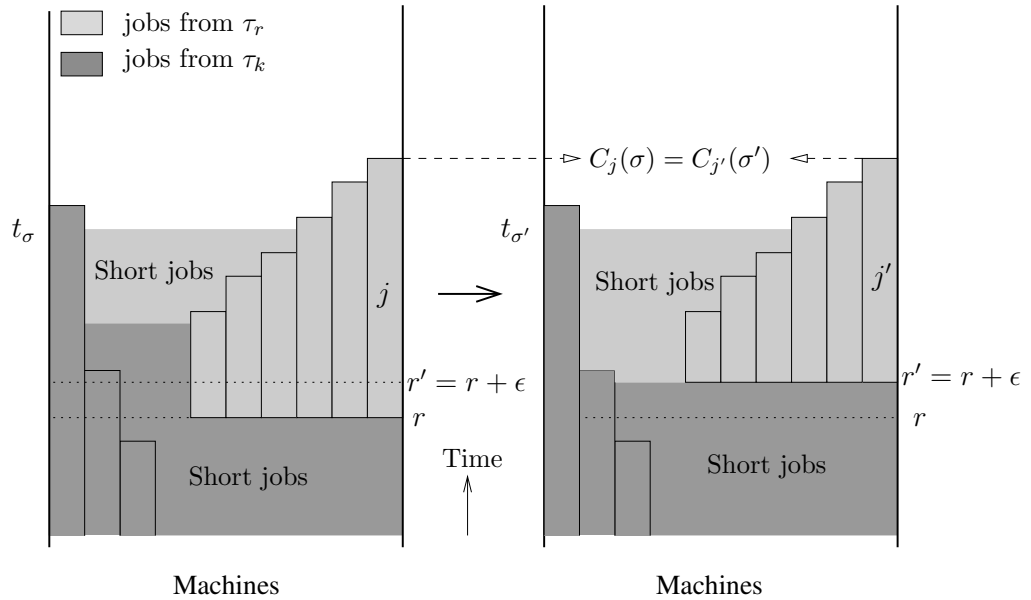 jobs from τ_r
jobs from τ_k
C_j(σ) = C_{j'}(σ')
t_σ
t_{σ'}
Short jobs
j
Short jobs
j'
r' = r + ϵ
r' = r + ϵ
r
r
Short jobs
Time
Short jobs
Machines
Machines